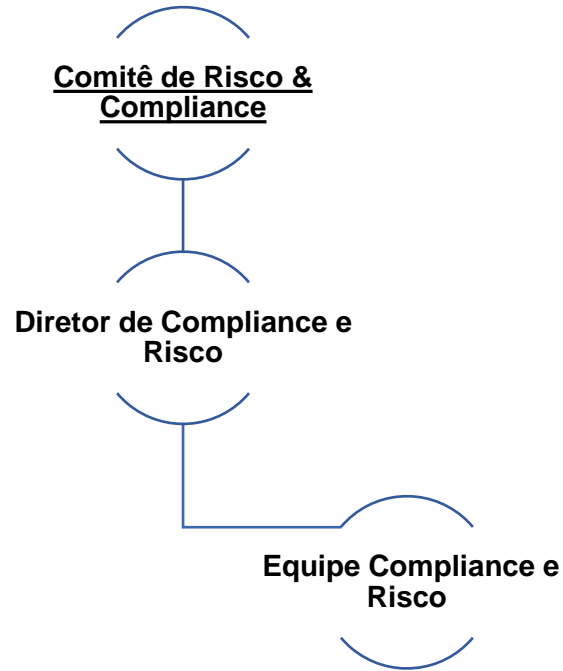 Comitê de Risco &
Compliance
Diretor de Compliance e
Risco
Equipe Compliance e
Risco